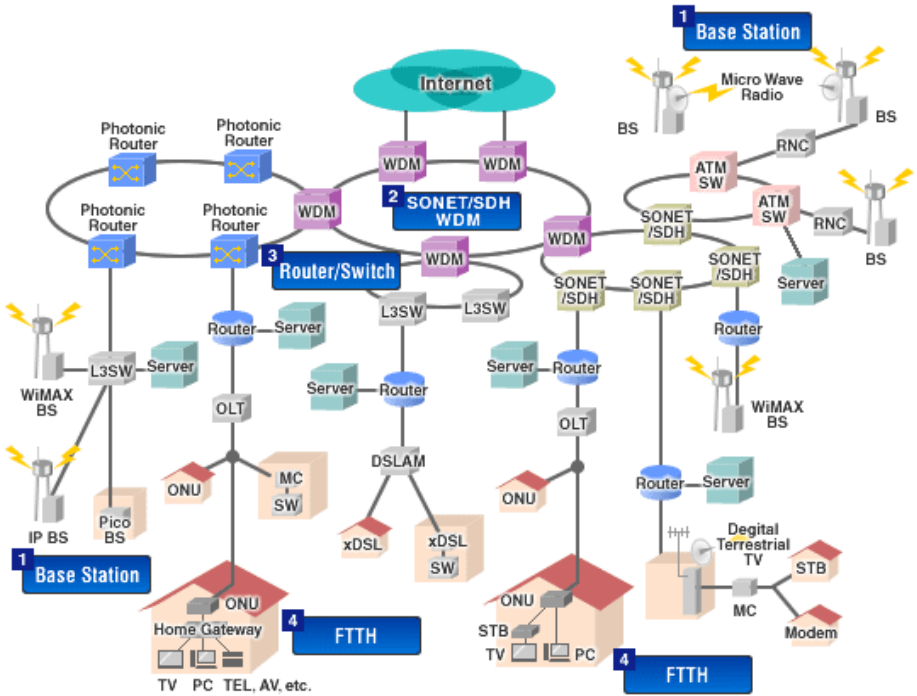 1
Base Station
Internet
Micro Wave
Radio
BS
BS
RNC
Photonic
Router
Photonic
Router
WDM
WDM
ATM
SW
2
SONET/SDH
WDM
WDM
ATM
SW
RNC
BS
Photonic
Router
Photonic
Router
SONET
/SDH
WDM
3
Router/Switch
WDM
SONET
/SDH
Server
SONET
/SDH
SONET
/SDH
L3SW
L3SW
Router
Server
Router
WiMAX
BS
L3SW
Server
Server
Router
Server
Router
WiMAX
BS
OLT
OLT
ONU
MC
SW
DSLAM
ONU
Router
Server
IP BS
Pico
BS
xDSL
xDSL
SW
Degital
Terrestrial
TV
STB
MC
Modem
1
Base Station
ONU
Home Gateway
TV
PC
TEL, AV, etc.
4
FTTH
ONU
STB
TV
PC
4
FTTH